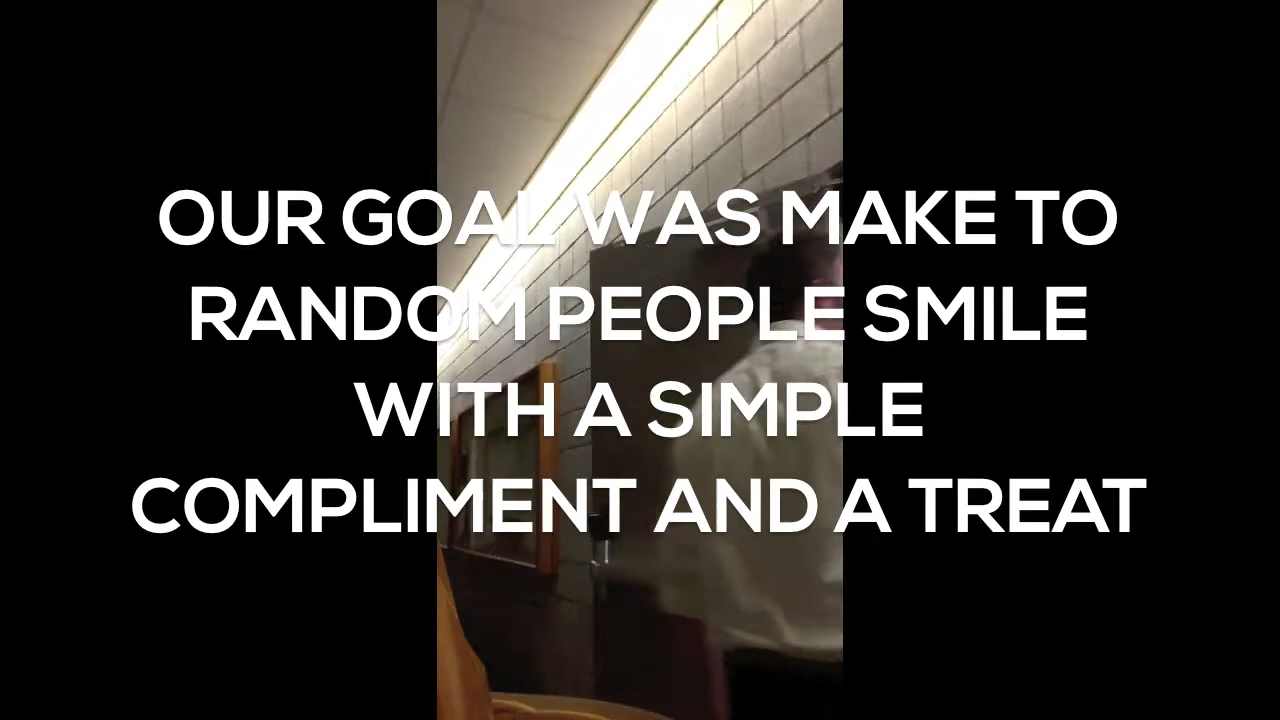 OUR GOAL WAS MAKE TO
RANDOM PEOPLE SMILE
WITH A SIMPLE
COMPLIMENT AND A TREAT